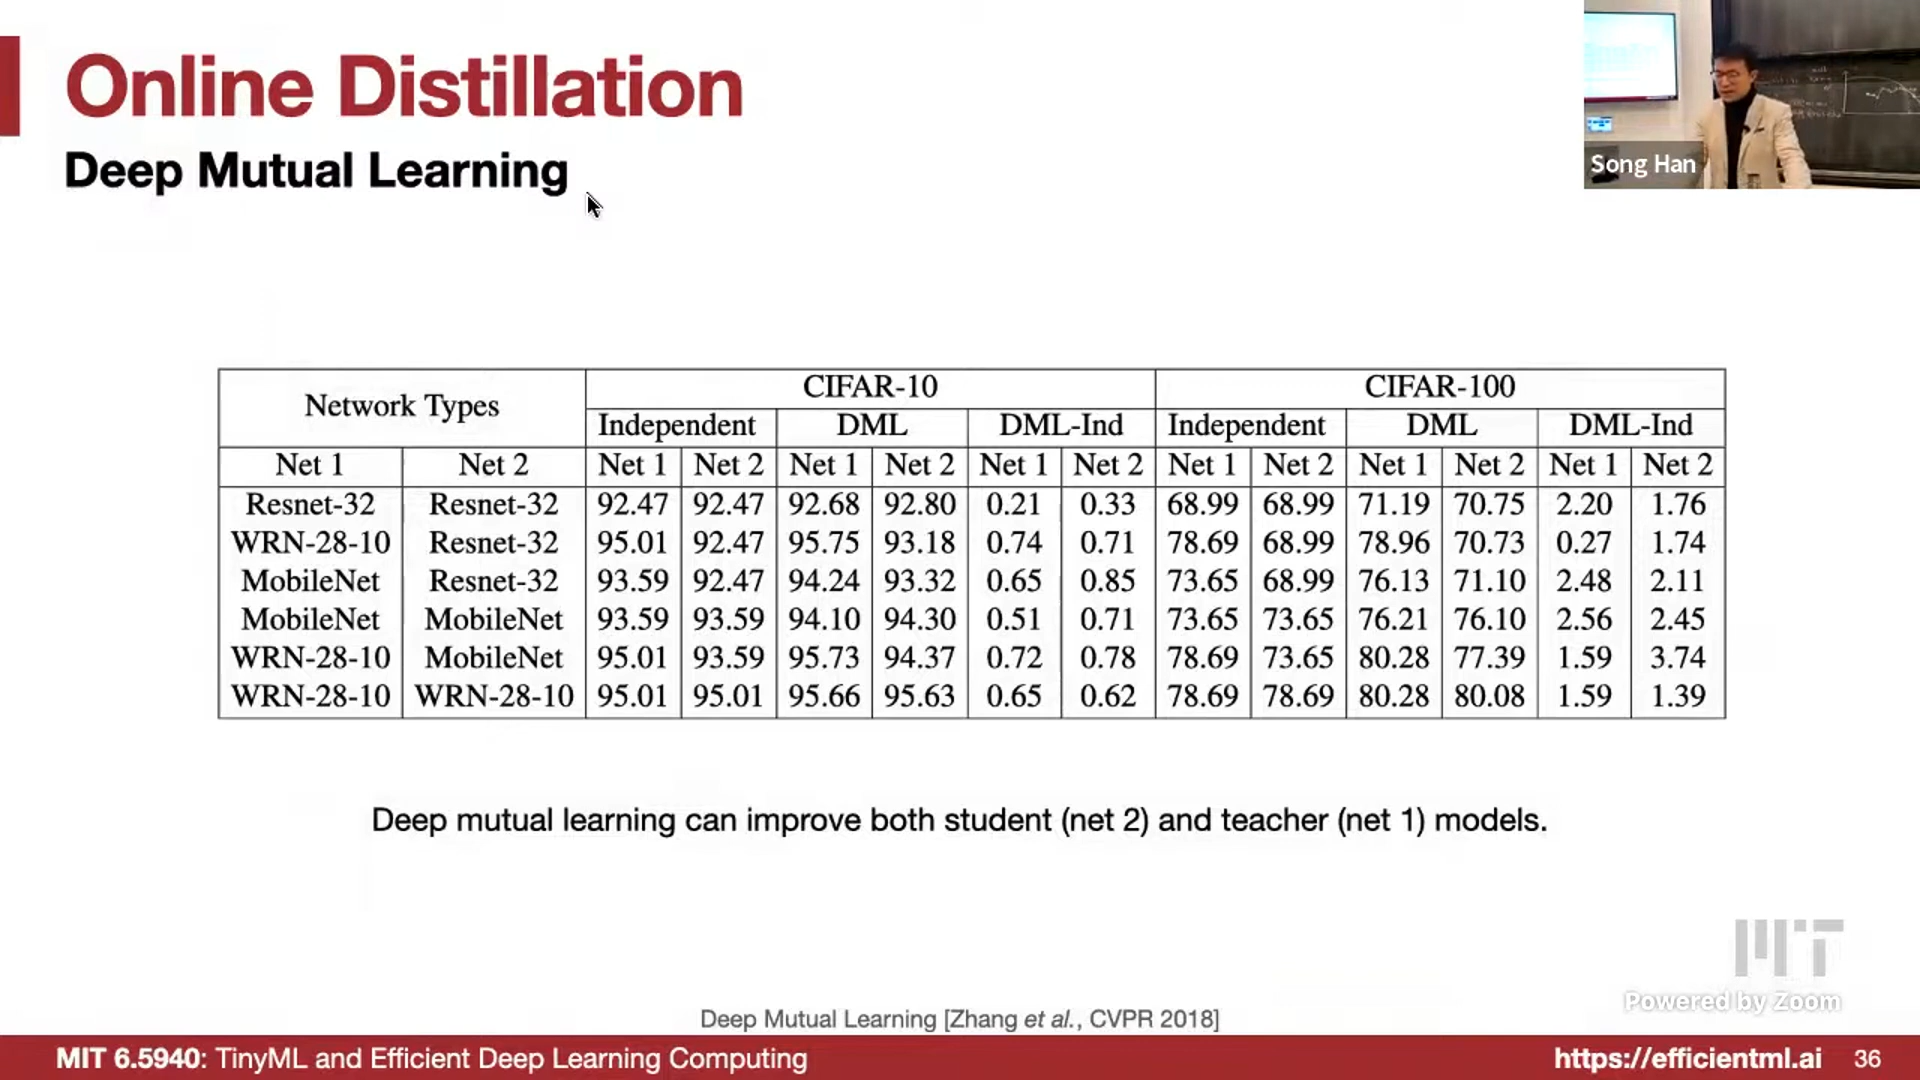 Online Distillation
Deep Mutual Learning
Song Han
Network Types CIFAR-10 CIFAR-100
Independent DML DML-Ind Independent DML DML-Ind
Net 1 Net 2 Net 1 Net 2 Net 1 Net 2 Net 1 Net 2 Net 1 Net 2 Net 1 Net 2 Net 1 Net 2
Resnet-32 Resnet-32 92.47 92.47 92.68 92.80 0.21 0.33 68.99 68.99 71.19 70.75 2.20 1.76
WRN-28-10 Resnet-32 95.01 92.47 95.75 93.18 0.74 0.71 78.69 68.99 78.96 70.73 0.27 1.74
MobileNet Resnet-32 93.59 92.47 94.24 93.32 0.65 0.85 73.65 68.99 76.13 71.10 2.48 2.11
MobileNet MobileNet 93.59 93.59 94.10 94.30 0.51 0.71 73.65 73.65 76.21 76.10 2.56 2.45
WRN-28-10 MobileNet 95.01 93.59 95.73 94.37 0.72 0.78 78.69 73.65 80.28 77.39 1.59 3.74
WRN-28-10 WRN-28-10 95.01 95.01 95.66 95.63 0.65 0.62 78.69 78.69 80.28 80.08 1.59 1.39
Deep mutual learning can improve both student (net 2) and teacher (net 1) models.
MIT
Powered by Zoom
Deep Mutual Learning [Zhang et al., CVPR 2018]
MIT 6.5940: TinyML and Efficient Deep Learning Computing
https://efficientml.ai 36